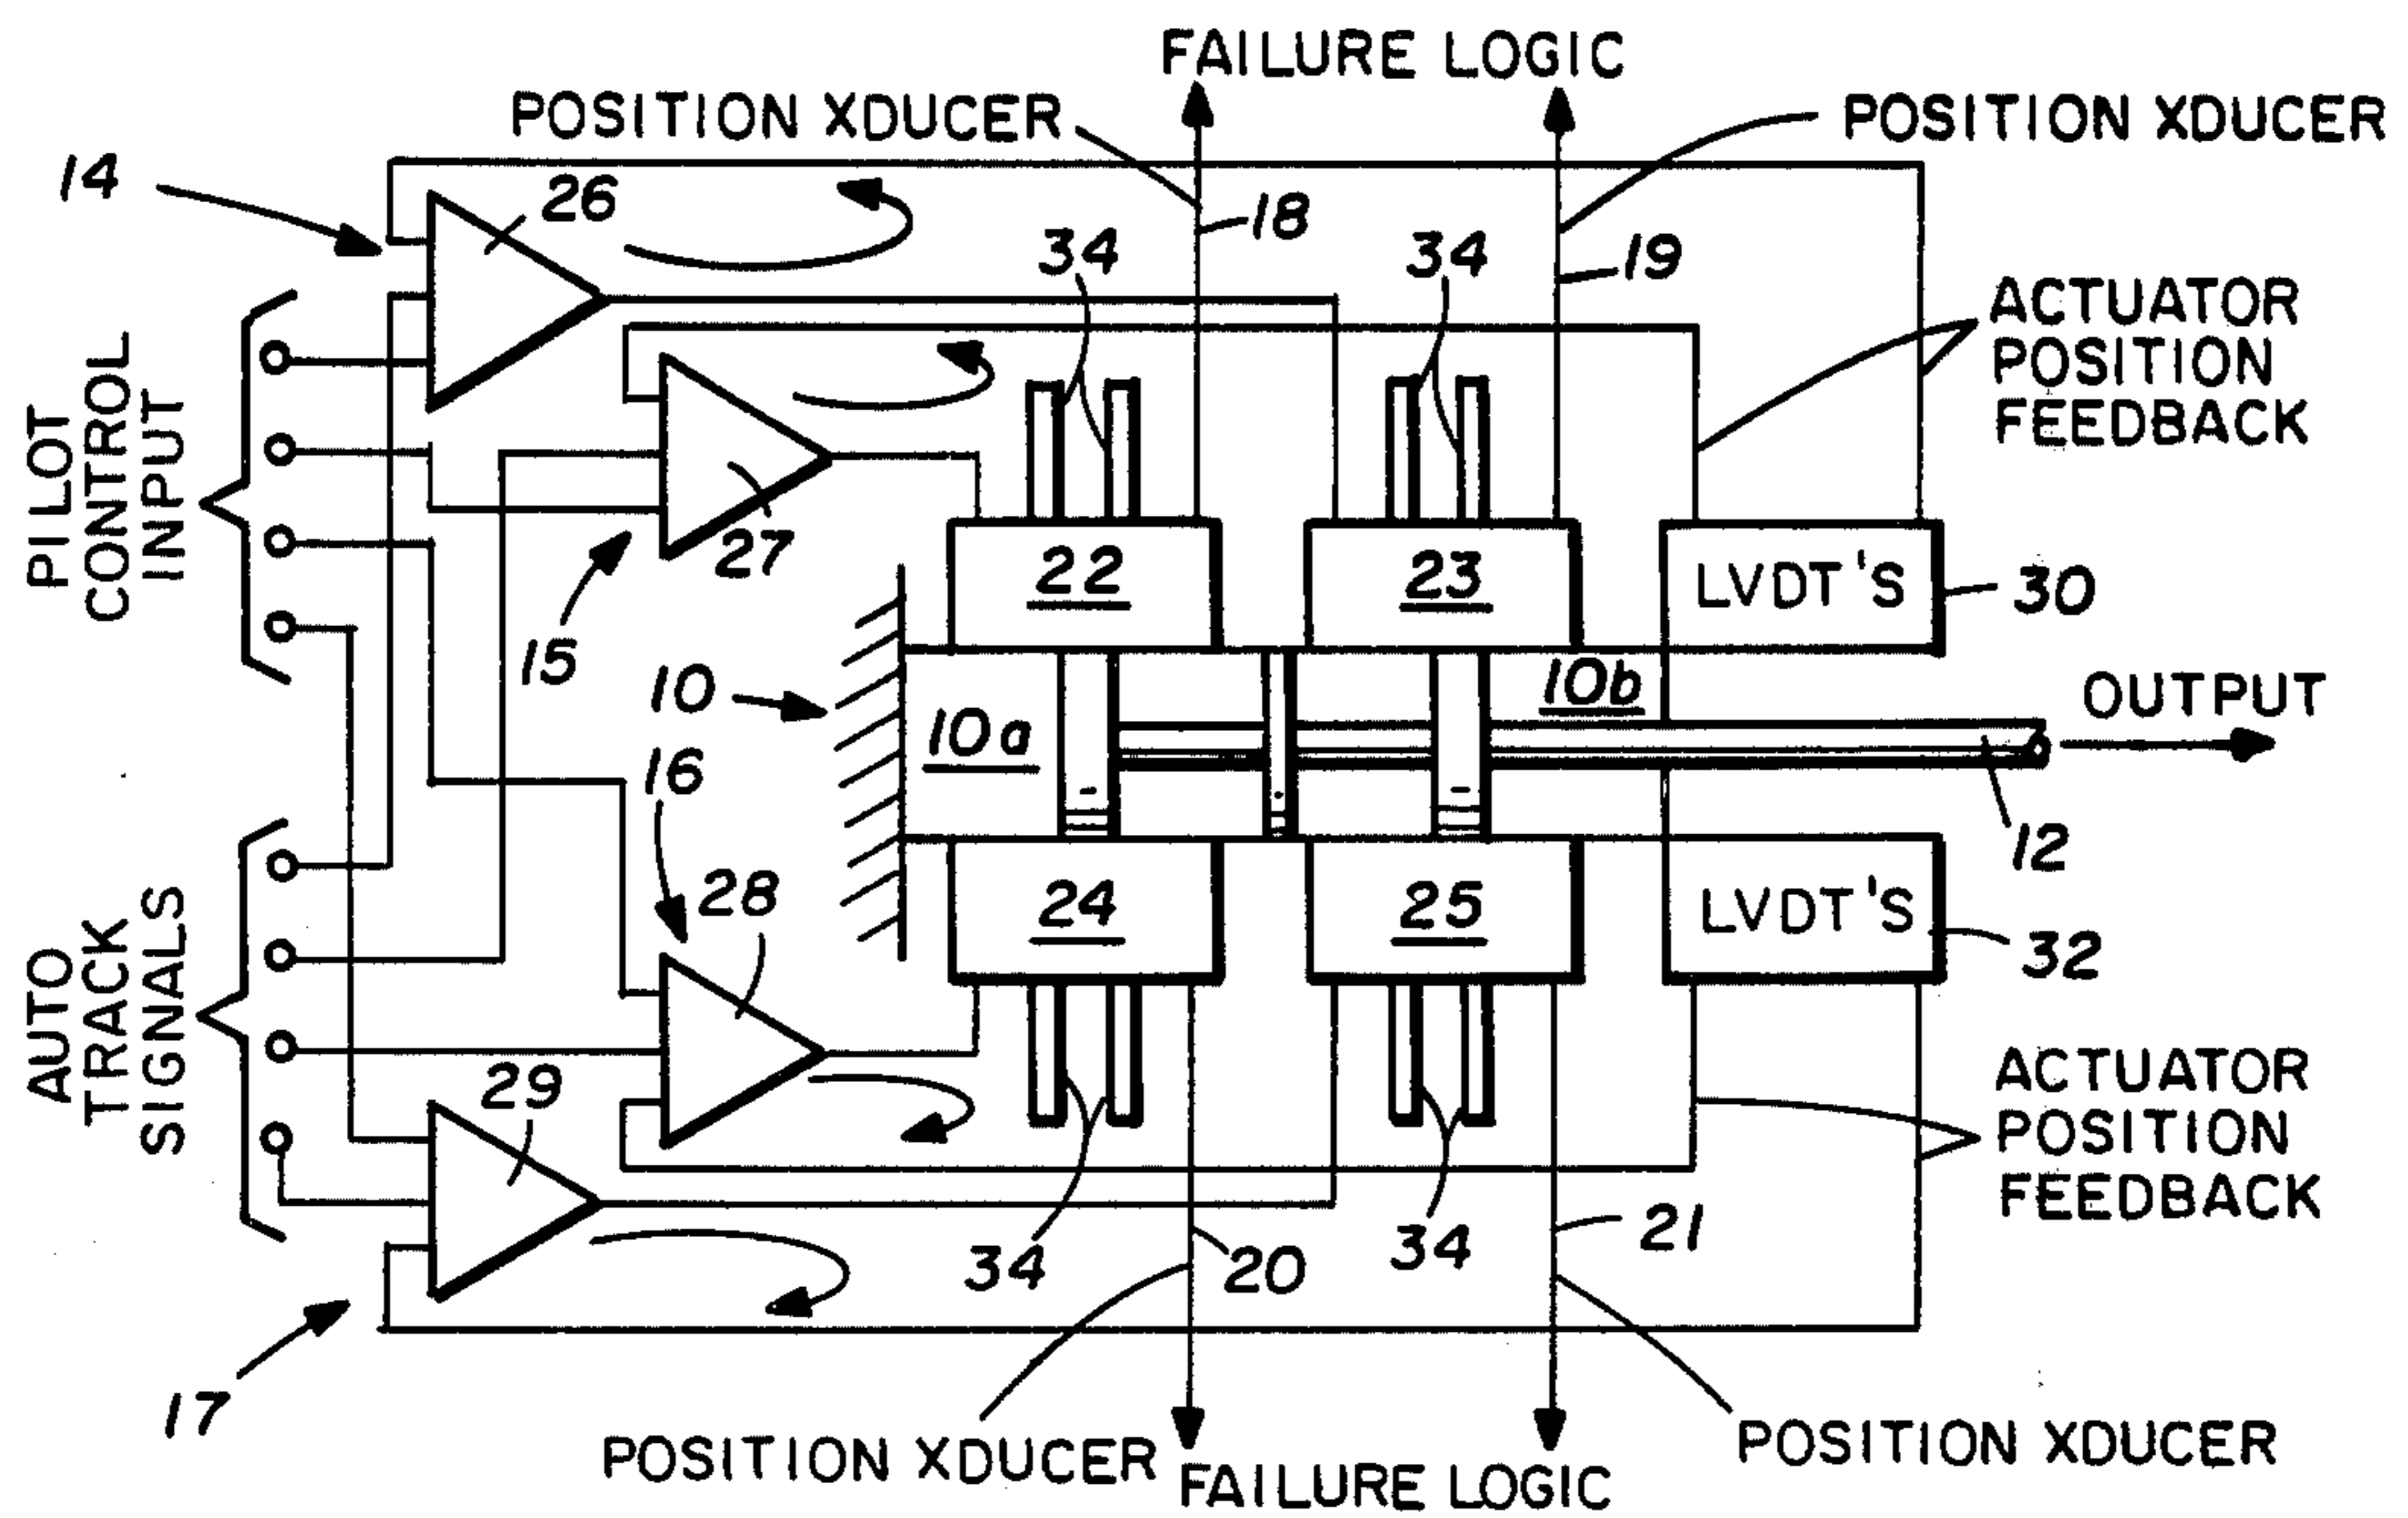 FAILURE LOGIC
POSITION XDUCER
POSITION XDUCER
14
26
18
34
34
19
ACTUATOR
POSITION
FEEDBACK
PILOT
CONTROL
INPUT
27
22
23
LVDT'S
30
15
10
10a
10b
OUTPUT
16
12
28
24
25
LVDT'S
32
AUTO
TRACK
SIGNALS
29
ACTUATOR
POSITION
FEEDBACK
34
20
34
21
17
POSITION XDUCER
FAILURE LOGIC
POSITION XDUCER